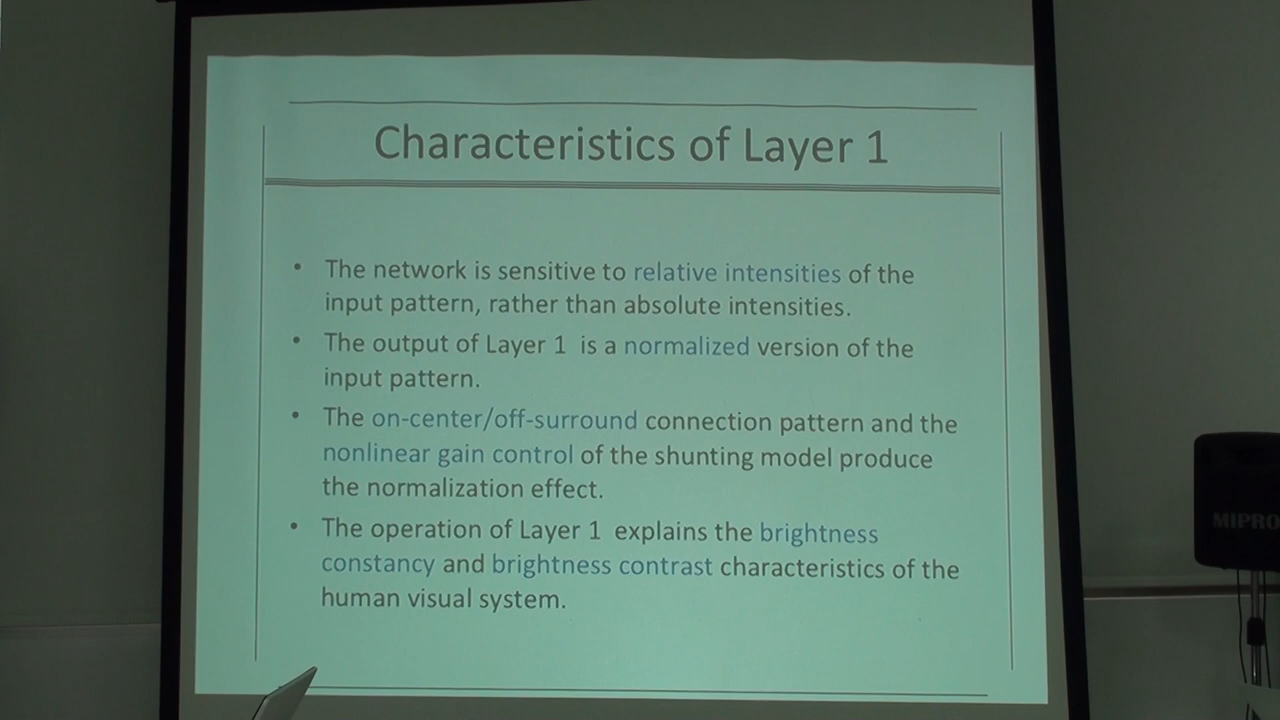 Characteristics of Layer 1
• The network is sensitive to relative intensities of the
input pattern, rather than absolute intensities.
• The output of Layer 1 is a normalized version of the
input pattern.
• The on-center/off-surround connection pattern and the
nonlinear gain control of the shunting model produce
the normalization effect.
• The operation of Layer 1 explains the brightness
constancy and brightness contrast characteristics of the
human visual system.
MIPRO